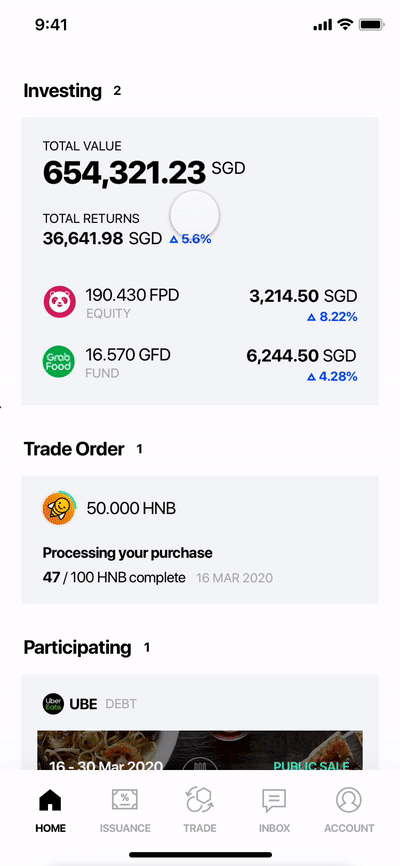 9:41
Investing 2
TOTAL VALUE
654,321.23 SGD
TOTAL RETURNS
36,641.98 SGD 5.6%
190.430 FPD 3,214.50 SGD
EQUITY 8.22%
Grab
Food
16.570 GFD 6,244.50 SGD
FUND 4.28%
Trade Order 1
50.000 HNB
Processing your purchase
47 / 100 HNB complete 16 MAR 2020
Participating 1
Uber
Eats
UBE DEBT
16 - 30 Mar 2020 PUBLIC SALE
%
HOME ISSUANCE TRADE INBOX ACCOUNT